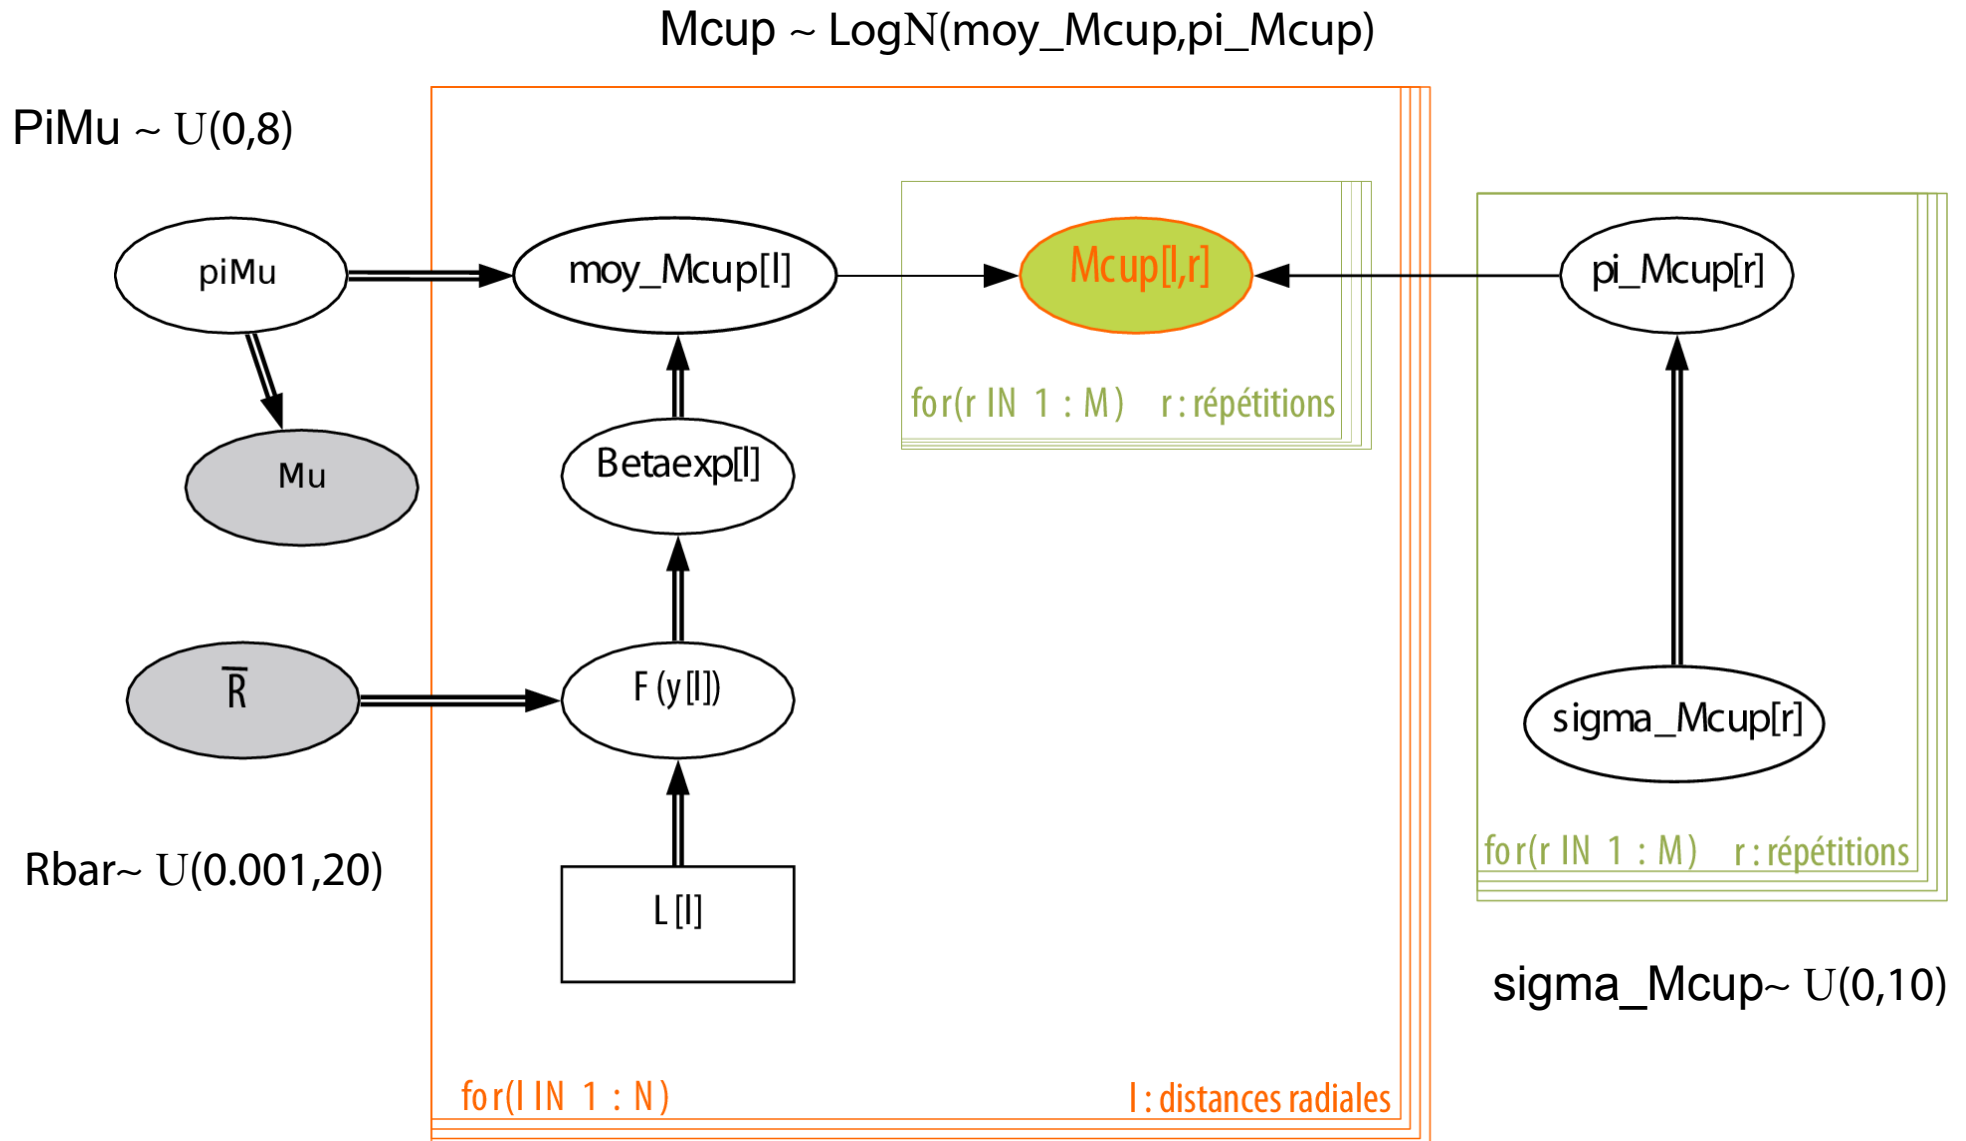 Mcup ~ LogN(moy_Mcup,pi_Mcup)
PiMu ~ U(0,8)
piMu
moy_Mcup[l]
Mcup[l,r]
pi_Mcup[r]
for(r IN 1 : M) r : répétitions
Mu
Betaexp[l]
R̅
F (y[l])
sigma_Mcup[r]
for(r IN 1 : M) r : répétitions
Rbar~ U(0.001,20)
L [l]
sigma_Mcup~ U(0,10)
for(l IN 1 : N) l : distances radiales